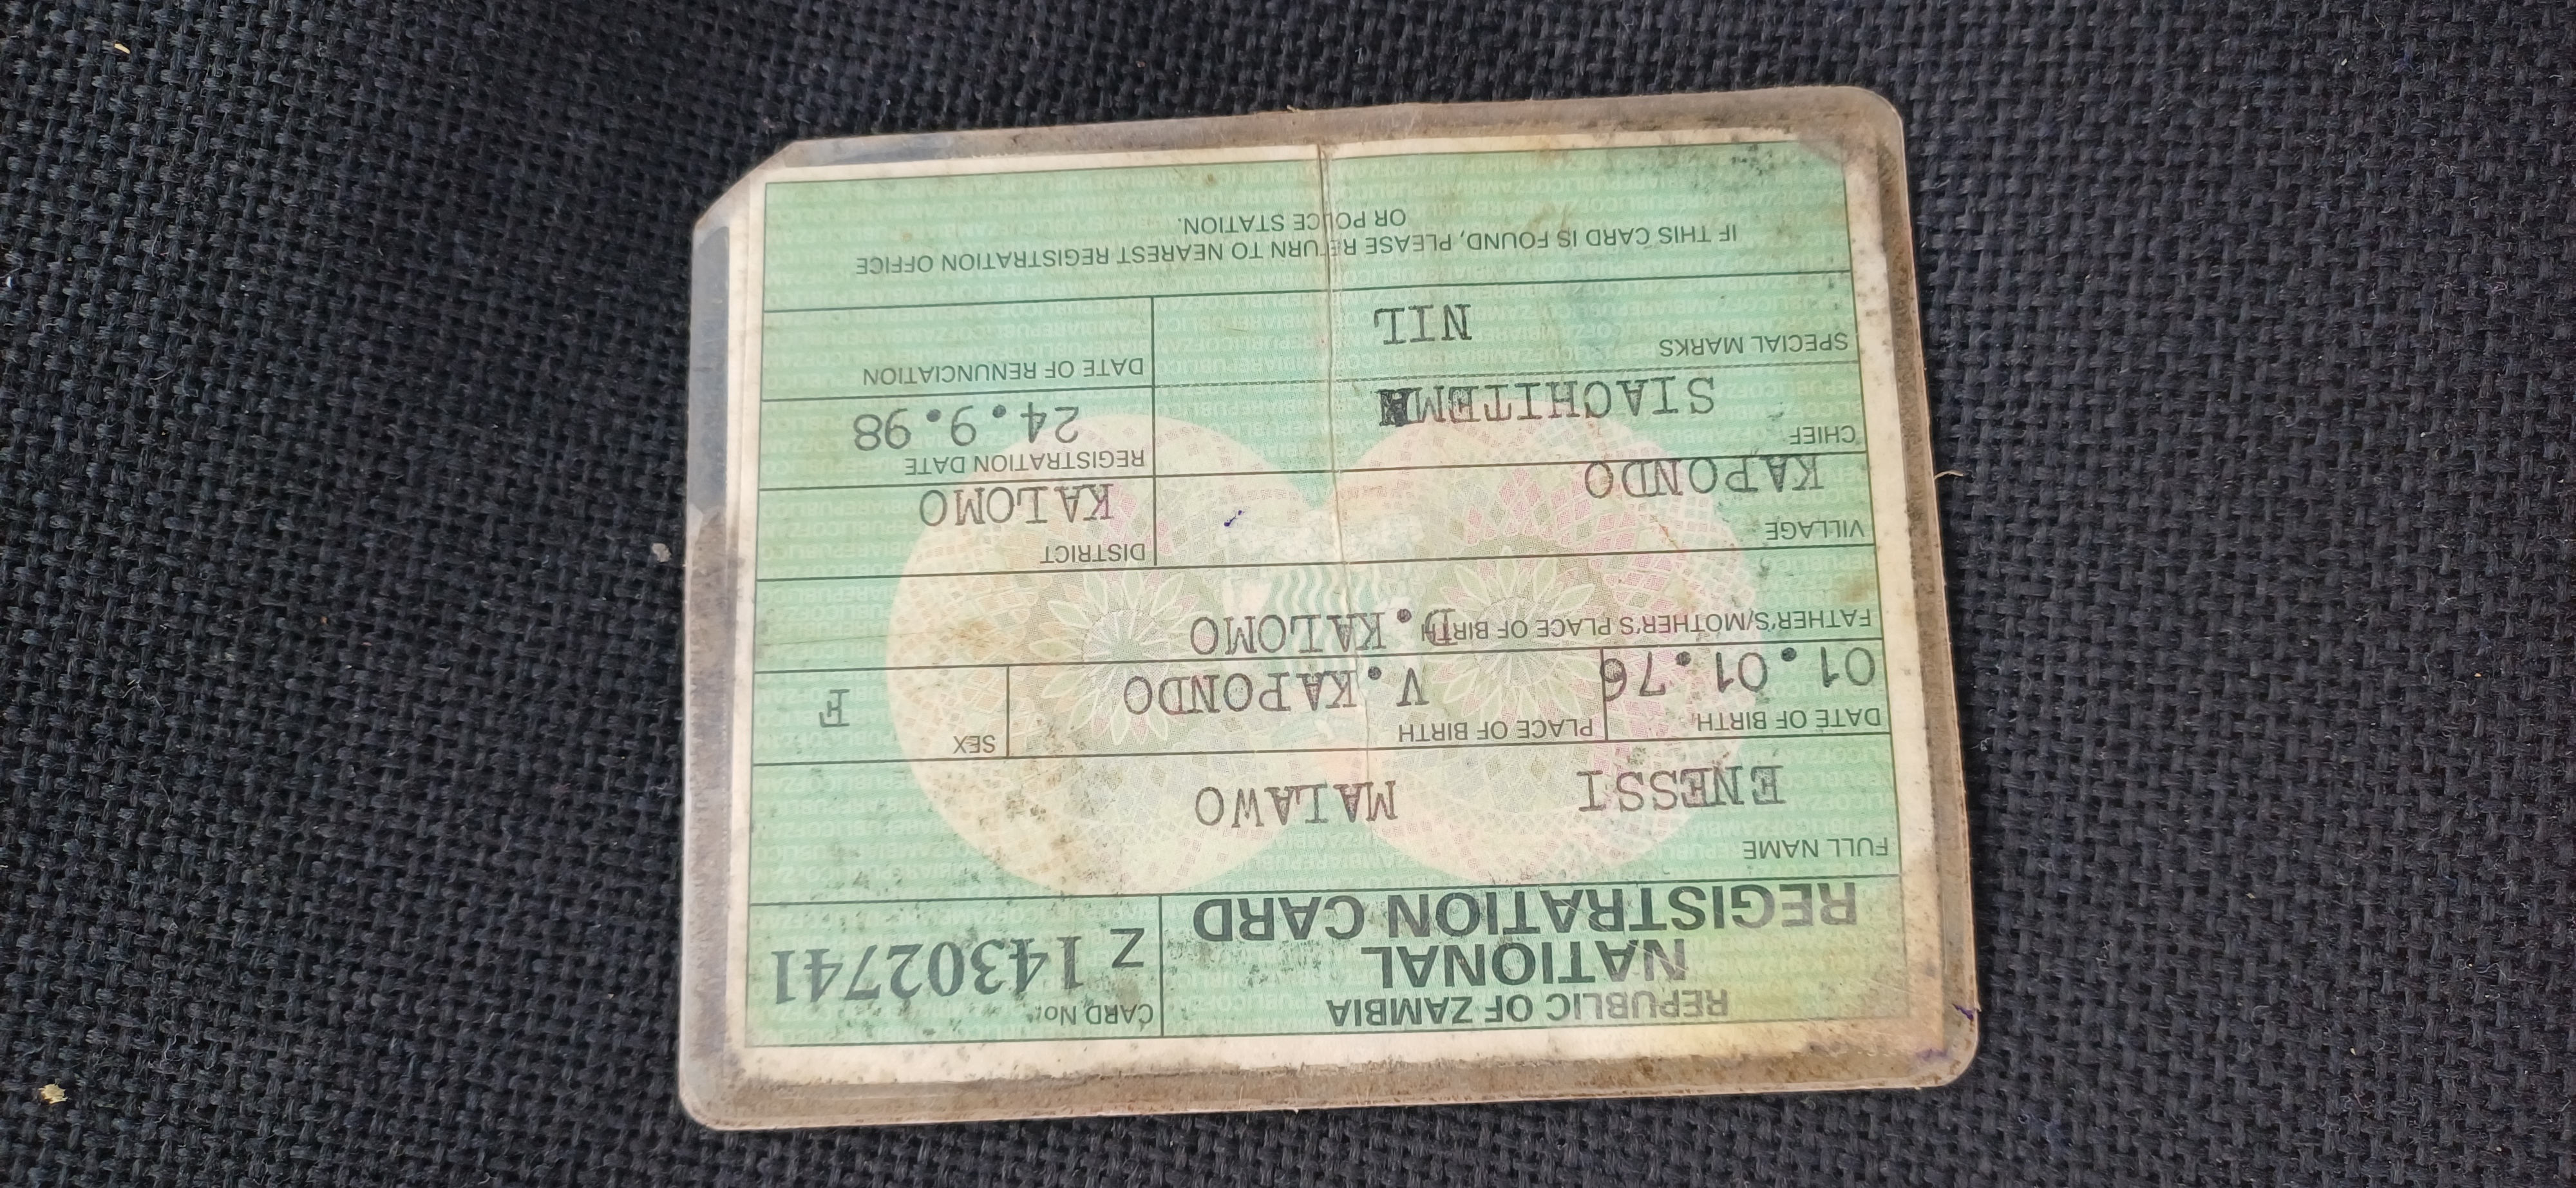 REPUBLIC OF ZAMBIA
NATIONAL
REGISTRATION CARD
CARD No:
Z 14302741
FULL NAME
ENESSI MALAWO
DATE OF BIRTH
01.01.76
PLACE OF BIRTH
V.KAPONDO
SEX
F
FATHER'S/MOTHER'S PLACE OF BIRTH
D.KALOMO
VILLAGE
KAPONDO
DISTRICT
KALOMO
CHIEF
REGISTRATION DATE
24.9.98
SPECIAL MARKS
NIL
DATE OF RENUNCIATION
IF THIS CARD IS FOUND, PLEASE RETURN TO NEAREST REGISTRATION OFFICE
OR POLICE STATION.